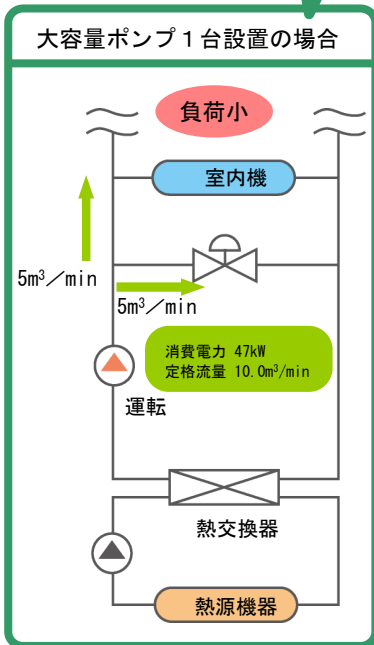 大容量ポンプ１台設置の場合
負荷小
室内機
5m³／min
5m³／min
消費電力 47kW
定格流量 10.0m³/min
運転
熱交換器
熱源機器